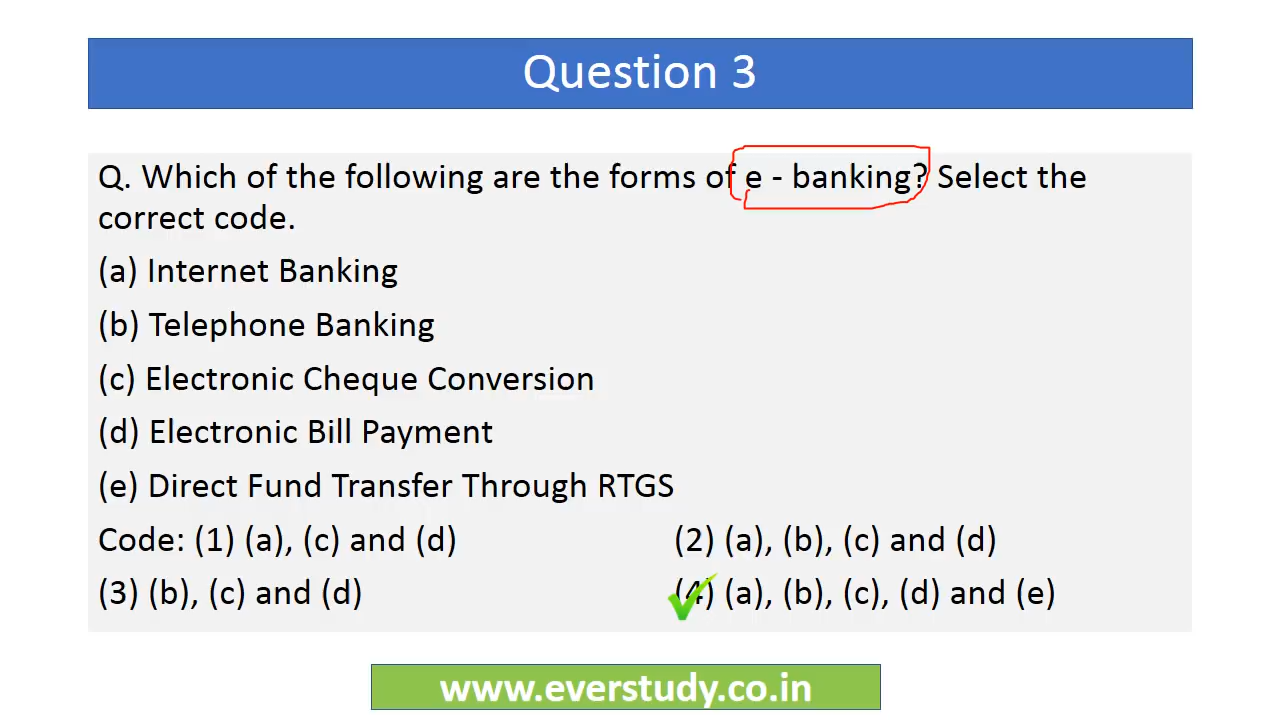 Question 3
Q. Which of the following are the forms of e - banking? Select the
correct code.
(a) Internet Banking
(b) Telephone Banking
(c) Electronic Cheque Conversion
(d) Electronic Bill Payment
(e) Direct Fund Transfer Through RTGS
Code: (1) (a), (c) and (d) (2) (a), (b), (c) and (d)
(3) (b), (c) and (d) (4) (a), (b), (c), (d) and (e)
www.everstudy.co.in